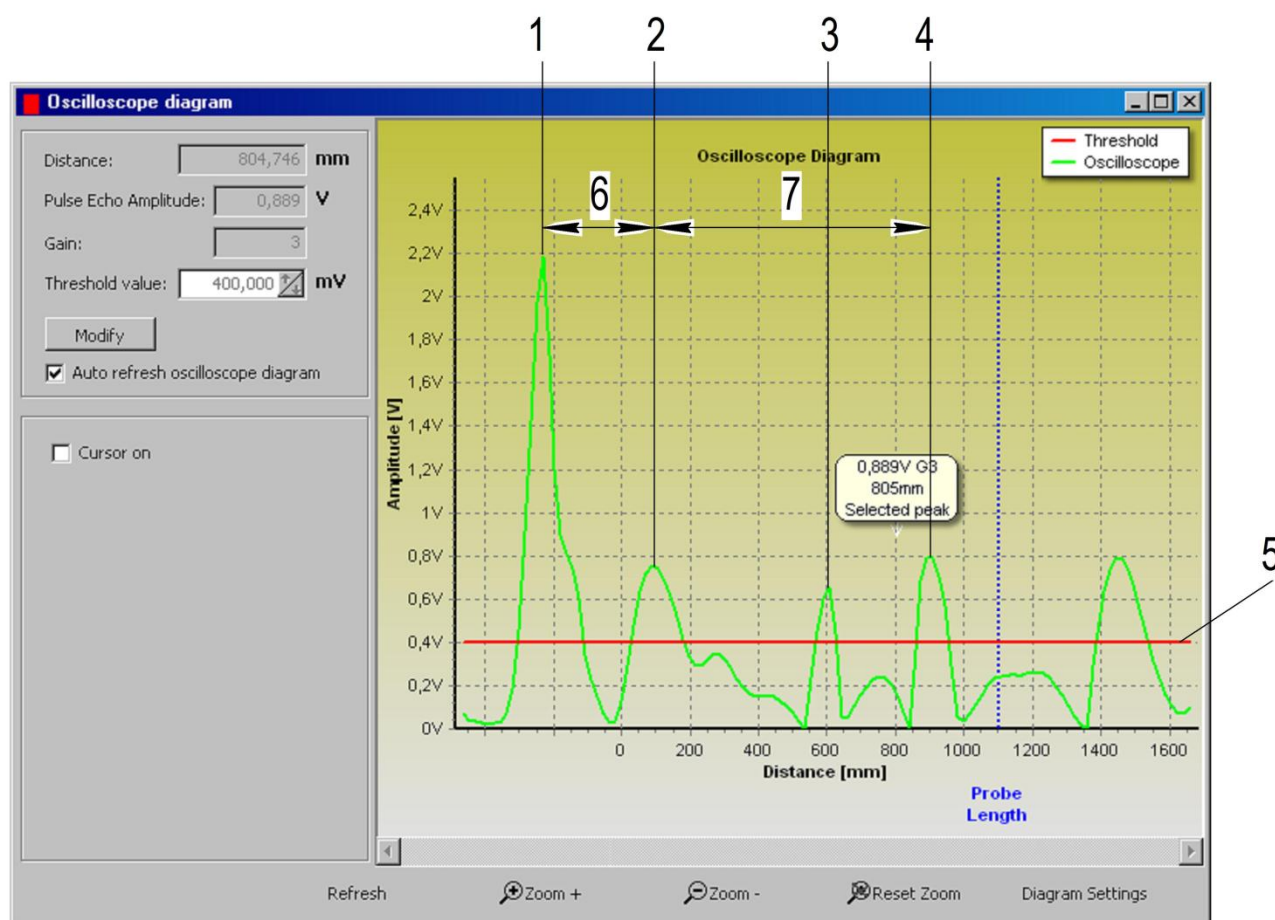 1 2 3 4
Oscilloscope diagram
Distance: 804,746 mm
Pulse Echo Amplitude: 0,889 V
Gain: 3
Threshold value: 400,000 mV
Modify
Auto refresh oscilloscope diagram
Cursor on
Oscilloscope Diagram
Threshold
Oscilloscope
6 7
2,4V
2,2V
2V
1,8V
1,6V
1,4V
1,2V
1V
0,8V
0,6V
0,4V
0,2V
0V
Amplitude [V]
0,889V G3
805mm
Selected peak
5
0 200 400 600 800 1000 1200 1400 1600
Distance [mm]
Probe
Length
Refresh Zoom + Zoom - Reset Zoom Diagram Settings